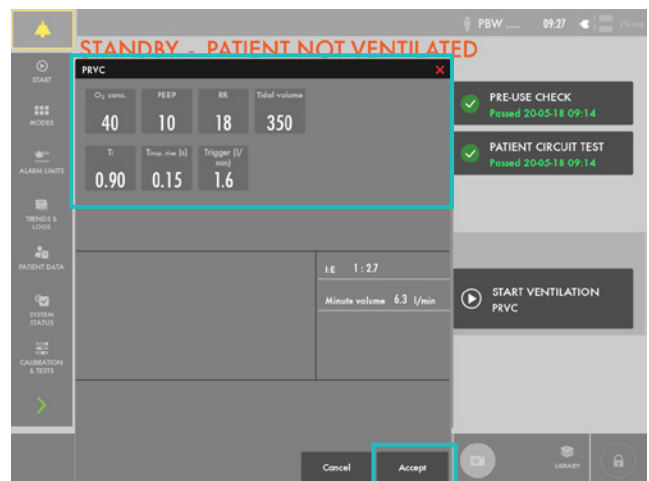 PBW ..... 09:27
STANDBY - PATIENT NOT VENTILATED
START
MODES
ALARM LIMITS
TRENDS &
LOGS
PATIENT DATA
SYSTEM
STATUS
CALIBRATION
& TESTS
PRVC
O₂ conc. PEEP RR Tidal volume
40 10 18 350
Ti Tinsp. rise (s) Trigger (l/
min)
0.90 0.15 1.6
I:E 1 : 2.7
Minute volume 6.3 l/min
Cancel Accept
PRE-USE CHECK
Passed 20-05-18 09:14
PATIENT CIRCUIT TEST
Passed 20-05-18 09:14
START VENTILATION
PRVC
LIBRARY